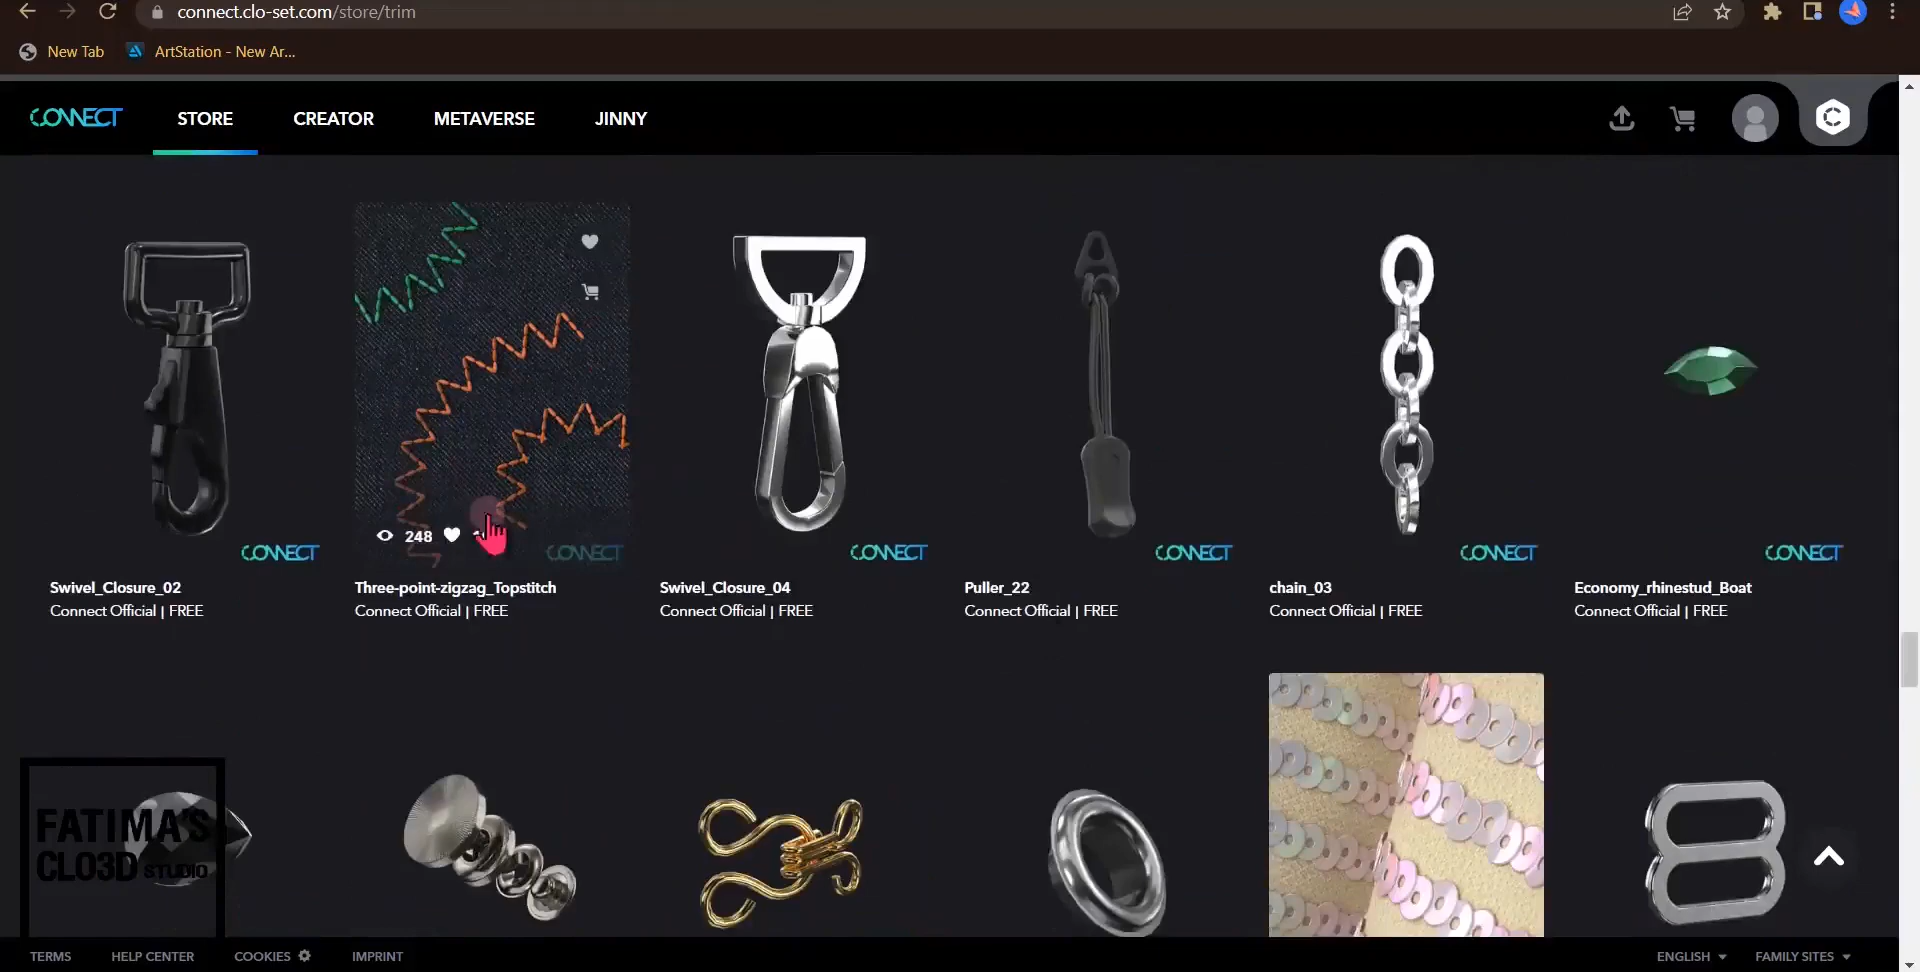 connect.clo-set.com/store/trim
New Tab
ArtStation - New Ar...
CONNECT
STORE
CREATOR
METAVERSE
JINNY
248
CONNECT
CONNECT
CONNECT
CONNECT
CONNECT
CONNECT
Swivel_Closure_02
Connect Official | FREE
Three-point-zigzag_Topstitch
Connect Official | FREE
Swivel_Closure_04
Connect Official | FREE
Puller_22
Connect Official | FREE
chain_03
Connect Official | FREE
Economy_rhinestud_Boat
Connect Official | FREE
FATIMA'S
CLO3D STUDIO
TERMS
HELP CENTER
COOKIES
IMPRINT
ENGLISH
FAMILY SITES